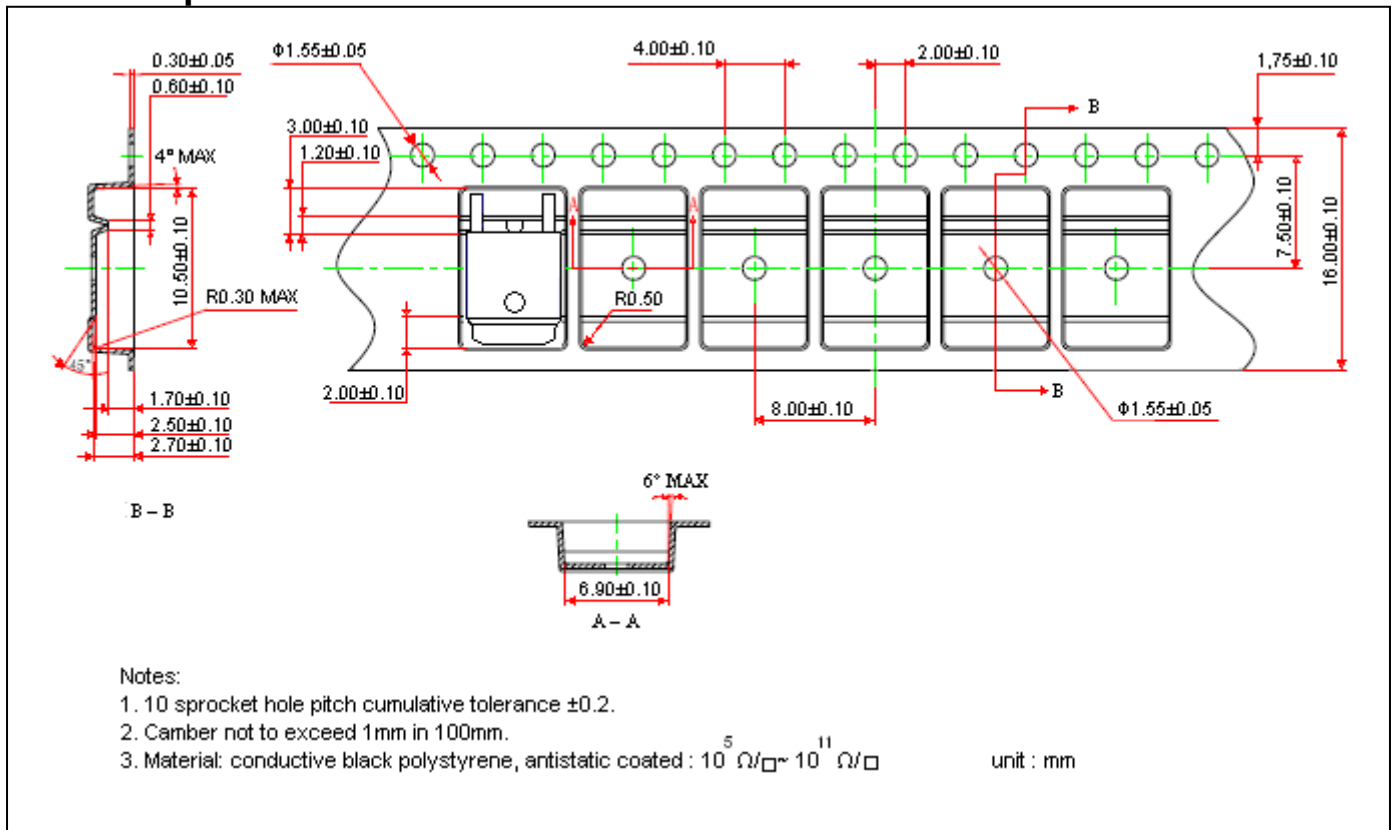 0.30±0.05
0.60±0.10
4° MAX
10.50±0.10
R0.30 MAX
45°
1.70±0.10
2.50±0.10
2.70±0.10
B – B
Φ1.55±0.05
4.00±0.10
2.00±0.10
1,75±0.10
B
3.00±0.10
1.20±0.10
A
A
7.50±0.10
16.00±0.10
R0.50
2.00±0.10
8.00±0.10
B
Φ1.55±0.05
6° MAX
6.90±0.10
A – A
Notes:
1. 10 sprocket hole pitch cumulative tolerance ±0.2.
2. Camber not to exceed 1mm in 100mm.
3. Material: conductive black polystyrene, antistatic coated : 10⁵ Ω/□~ 10¹¹ Ω/□ unit : mm